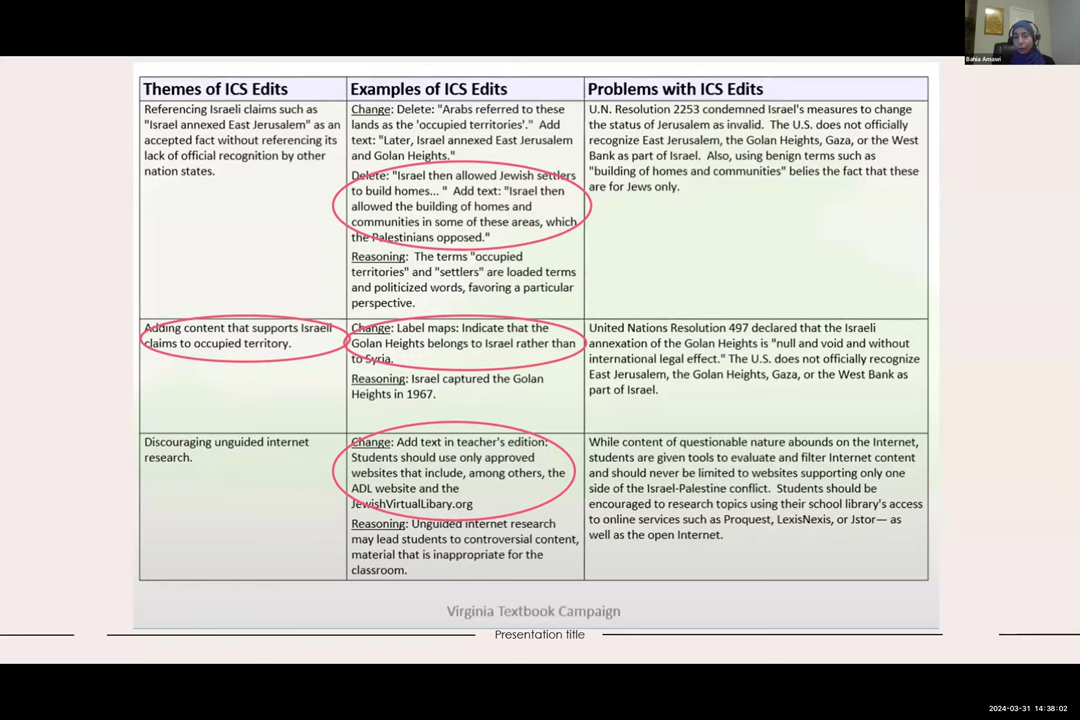 Bahia Amawi
Themes of ICS Edits
Examples of ICS Edits
Problems with ICS Edits
Referencing Israeli claims such as
"Israel annexed East Jerusalem" as an
accepted fact without referencing its
lack of official recognition by other
nation states.
Change: Delete: "Arabs referred to these
lands as the 'occupied territories'." Add
text: "Later, Israel annexed East Jerusalem
and Golan Heights."
Delete: "Israel then allowed Jewish settlers
to build homes... " Add text: "Israel then
allowed the building of homes and
communities in some of these areas, which
the Palestinians opposed."
Reasoning: The terms "occupied
territories" and "settlers" are loaded terms
and politicized words, favoring a particular
perspective.
U.N. Resolution 2253 condemned Israel's measures to change
the status of Jerusalem as invalid. The U.S. does not officially
recognize East Jerusalem, the Golan Heights, Gaza, or the West
Bank as part of Israel. Also, using benign terms such as
"building of homes and communities" belies the fact that these
are for Jews only.
Adding content that supports Israeli
claims to occupied territory.
Change: Label maps: Indicate that the
Golan Heights belongs to Israel rather than
to Syria.
Reasoning: Israel captured the Golan
Heights in 1967.
United Nations Resolution 497 declared that the Israeli
annexation of the Golan Heights is "null and void and without
international legal effect." The U.S. does not officially recognize
East Jerusalem, the Golan Heights, Gaza, or the West Bank as
part of Israel.
Discouraging unguided internet
research.
Change: Add text in teacher's edition:
Students should use only approved
websites that include, among others, the
ADL website and the
JewishVirtualLibary.org
Reasoning: Unguided internet research
may lead students to controversial content,
material that is inappropriate for the
classroom.
While content of questionable nature abounds on the Internet,
students are given tools to evaluate and filter Internet content
and should never be limited to websites supporting only one
side of the Israel-Palestine conflict. Students should be
encouraged to research topics using their school library's access
to online services such as Proquest, LexisNexis, or Jstor— as
well as the open Internet.
Virginia Textbook Campaign
Presentation title
2024-03-31 14:38:02